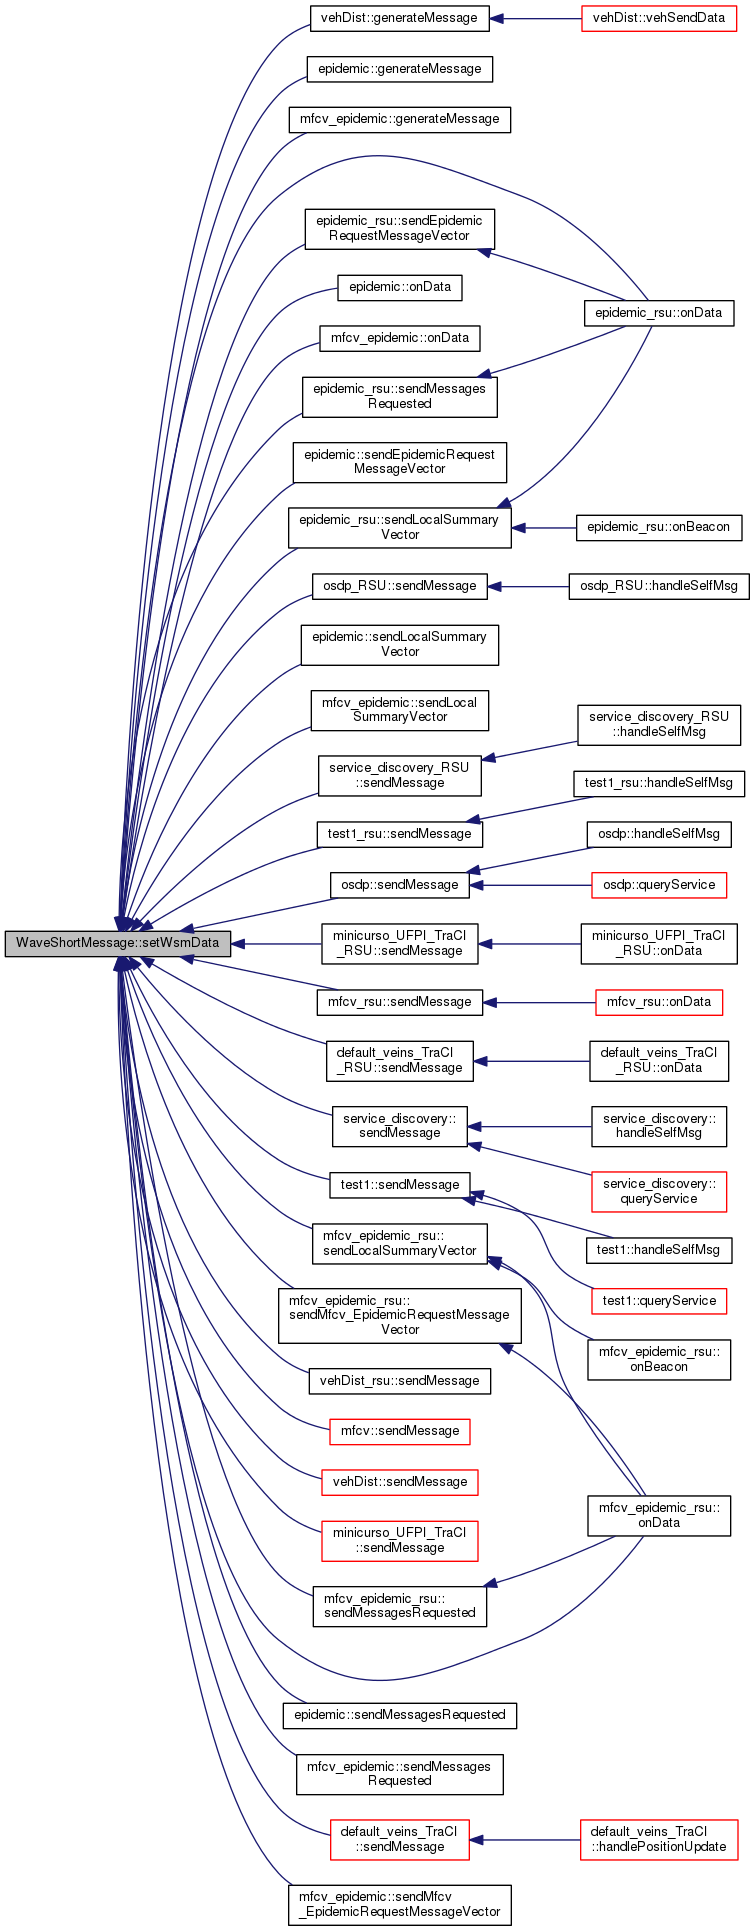 vehDist::generateMessage
vehDist::vehSendData
epidemic::generateMessage
mfcv_epidemic::generateMessage
epidemic_rsu::sendEpidemic
RequestMessageVector
epidemic::onData
epidemic_rsu::onData
mfcv_epidemic::onData
epidemic_rsu::sendMessages
Requested
epidemic::sendEpidemicRequest
MessageVector
epidemic_rsu::sendLocalSummary
Vector
epidemic_rsu::onBeacon
osdp_RSU::sendMessage
osdp_RSU::handleSelfMsg
epidemic::sendLocalSummary
Vector
mfcv_epidemic::sendLocal
SummaryVector
service_discovery_RSU
::handleSelfMsg
service_discovery_RSU
::sendMessage
test1_rsu::handleSelfMsg
test1_rsu::sendMessage
osdp::handleSelfMsg
osdp::sendMessage
osdp::queryService
WaveShortMessage::setWsmData
minicurso_UFPI_TraCI
_RSU::sendMessage
minicurso_UFPI_TraCI
_RSU::onData
mfcv_rsu::sendMessage
mfcv_rsu::onData
default_veins_TraCI
_RSU::sendMessage
default_veins_TraCI
_RSU::onData
service_discovery::
sendMessage
service_discovery::
handleSelfMsg
test1::sendMessage
service_discovery::
queryService
mfcv_epidemic_rsu::
sendLocalSummaryVector
test1::handleSelfMsg
test1::queryService
mfcv_epidemic_rsu::
sendMfcv_EpidemicRequestMessage
Vector
mfcv_epidemic_rsu::
onBeacon
vehDist_rsu::sendMessage
mfcv::sendMessage
vehDist::sendMessage
mfcv_epidemic_rsu::
onData
minicurso_UFPI_TraCI
::sendMessage
mfcv_epidemic_rsu::
sendMessagesRequested
epidemic::sendMessagesRequested
mfcv_epidemic::sendMessages
Requested
default_veins_TraCI
::sendMessage
default_veins_TraCI
::handlePositionUpdate
mfcv_epidemic::sendMfcv
_EpidemicRequestMessageVector